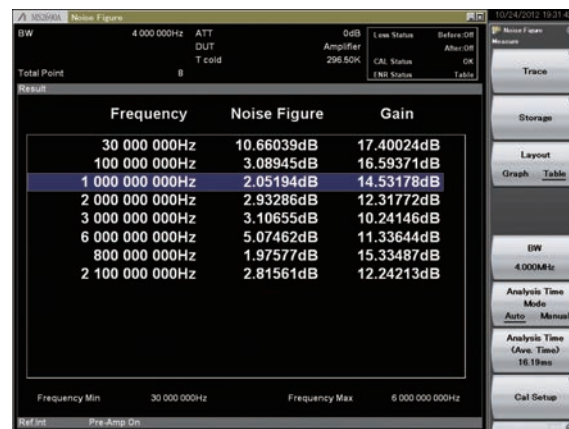 MS2690A Noise Figure
10/24/2012 19:31:4
BW 4 000 000Hz ATT 0dB Loss Status Before:Off
DUT Amplifier After:Off
T cold 296.50K CAL Status OK
Total Point 8 ENR Status Table
Result
Frequency Noise Figure Gain
30 000 000Hz 10.66039dB 17.40024dB
100 000 000Hz 3.08945dB 16.59371dB
1 000 000 000Hz 2.05194dB 14.53178dB
2 000 000 000Hz 2.93286dB 12.31772dB
3 000 000 000Hz 3.10655dB 10.24146dB
6 000 000 000Hz 5.07462dB 11.33644dB
800 000 000Hz 1.97577dB 15.33487dB
2 100 000 000Hz 2.81561dB 12.24213dB
Frequency Min 30 000 000Hz Frequency Max 6 000 000 000Hz
Ref.Int Pre-Amp On
Noise Figure
Measure
Trace
Storage
Layout
Graph Table
BW
4.000MHz
Analysis Time
Mode
Auto Manual
Analysis Time
(Ave. Time)
16.19ms
Cal Setup